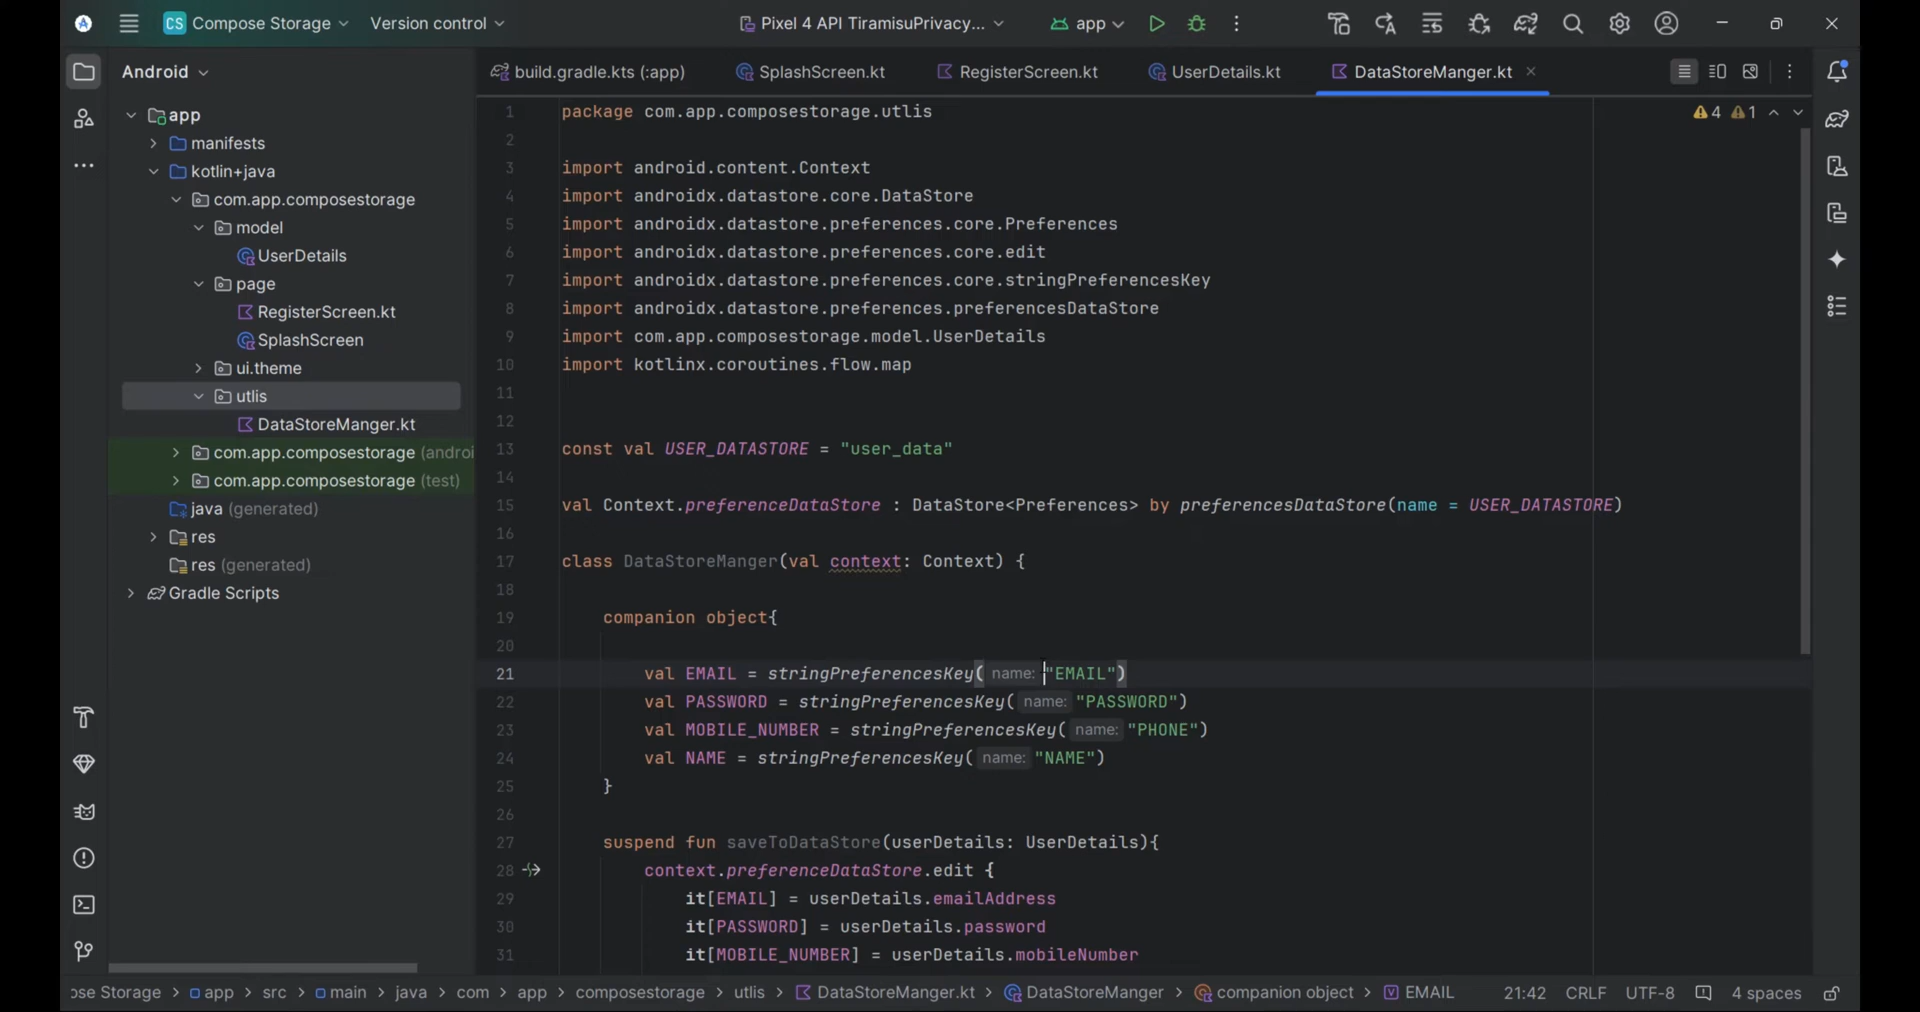 CS Compose Storage Version control Pixel 4 API TiramisuPrivacy... app
Android
build.gradle.kts (:app) SplashScreen.kt RegisterScreen.kt UserDetails.kt DataStoreManger.kt
app
manifests
kotlin+java
com.app.composestorage
model
UserDetails
page
RegisterScreen.kt
SplashScreen
ui.theme
utlis
DataStoreManger.kt
com.app.composestorage (androi
com.app.composestorage (test)
java (generated)
res
res (generated)
Gradle Scripts
4 1
1 package com.app.composestorage.utlis
2
3 import android.content.Context
4 import androidx.datastore.core.DataStore
5 import androidx.datastore.preferences.core.Preferences
6 import androidx.datastore.preferences.core.edit
7 import androidx.datastore.preferences.core.stringPreferencesKey
8 import androidx.datastore.preferences.preferencesDataStore
9 import com.app.composestorage.model.UserDetails
10 import kotlinx.coroutines.flow.map
11
12
13 const val USER_DATASTORE = "user_data"
14
15 val Context.preferenceDataStore : DataStore<Preferences> by preferencesDataStore(name = USER_DATASTORE)
16
17 class DataStoreManger(val context: Context) {
18
19 companion object{
20
21 val EMAIL = stringPreferencesKey( name: "EMAIL")
22 val PASSWORD = stringPreferencesKey( name: "PASSWORD")
23 val MOBILE_NUMBER = stringPreferencesKey( name: "PHONE")
24 val NAME = stringPreferencesKey( name: "NAME")
25 }
26
27 suspend fun saveToDataStore(userDetails: UserDetails){
28 context.preferenceDataStore.edit {
29 it[EMAIL] = userDetails.emailAddress
30 it[PASSWORD] = userDetails.password
31 it[MOBILE_NUMBER] = userDetails.mobileNumber
ose Storage > app > src > main > java > com > app > composestorage > utlis > DataStoreManger.kt > DataStoreManger > companion object > EMAIL 21:42 CRLF UTF-8 4 spaces